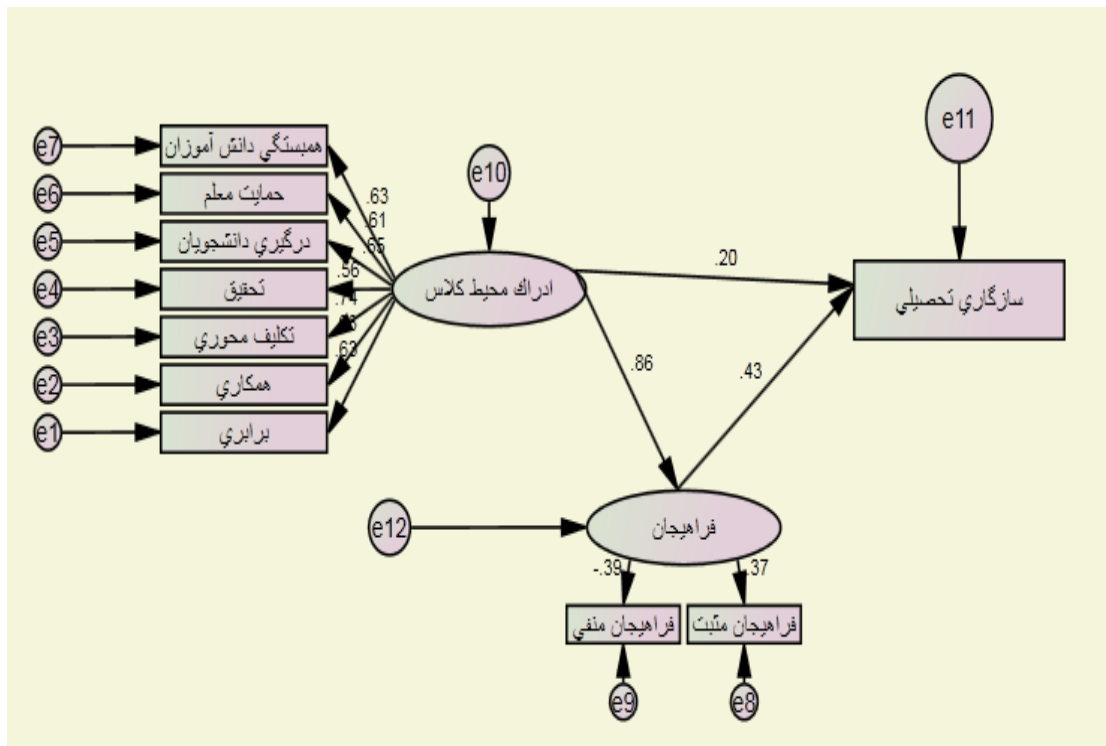 e7
همبستگي دانش آموزان
e6
حمايت معلم
e5
درگيري دانشجويان
e4
تحقيق
e3
تكليف محوري
e2
همكاري
e1
برابري
.63
.61
.65
.56
.74
.63
e10
ادراك محيط كلاس
e11
سازگاري تحصيلي
.20
.86
.43
e12
فراهيجان
-.39
.37
فراهيجان منفي
فراهيجان مثبت
e9
e8